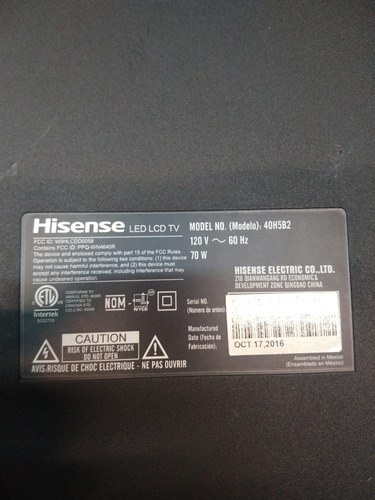 Hisense LED LCD TV
FCC ID: W9HLCDD0058
Contains FCC ID: PPQ-WN4640R
The device and enclosed comply with part 15 of the FCC Rules.
Operation is subject to the following two conditions: (1) this device
may not cause harmful interference, and (2) this device must accept
any interference received, including interference that may
cause undesired operation.
Intertek
NOM
NYCE
CAUTION
RISK OF ELECTRIC SHOCK
DO NOT OPEN
AVIS:RISQUE DE CHOC ELECTRIQUE - NE PAS OUVRIR
MODEL NO. (Modelo): 40H5B2
120 V ~ 60 Hz
70 W
HISENSE ELECTRIC CO.,LTD.
218 QIANWANGANG RD ECONOMIC &
DEVELOPMENT ZONE QINGDAO CHINA
Serial NO.
(Número de orden)
Manufactured
(Fecha de Fabricación):
Date
OCT 17,2016
Assembled in Mexico
(Ensamblado en México)